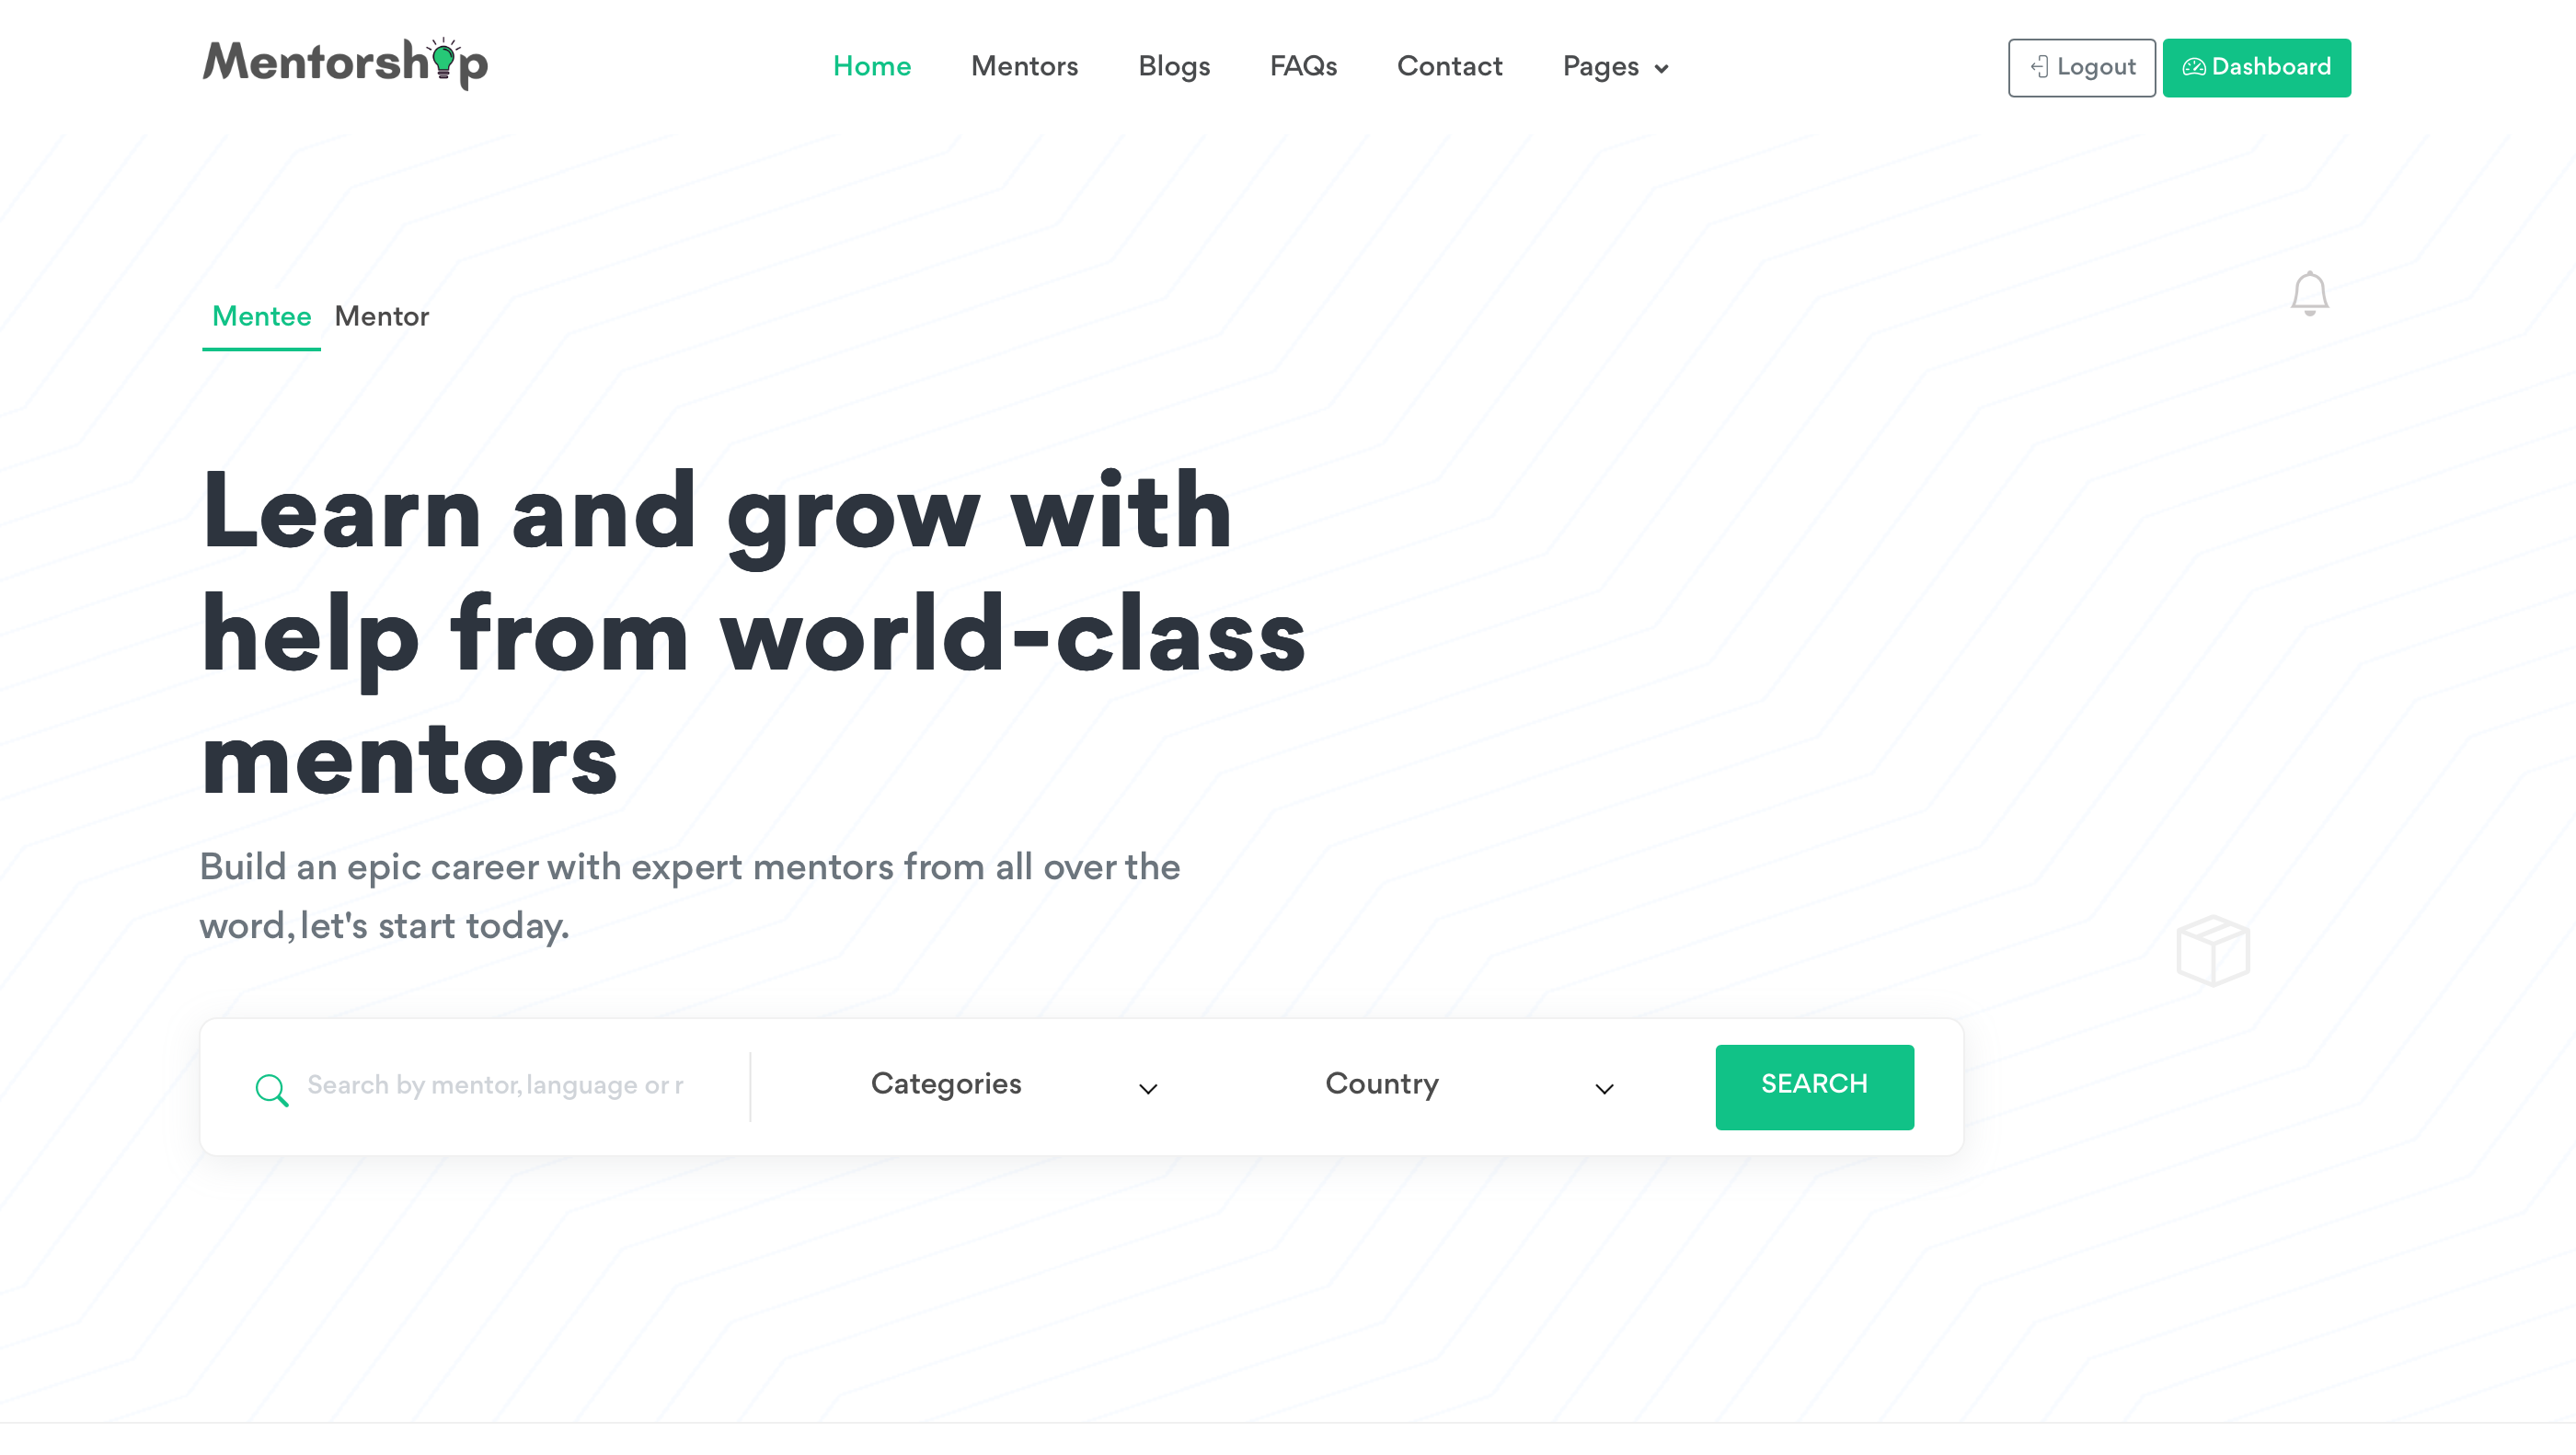 Mentorship
Home Mentors Blogs FAQs Contact Pages
Logout Dashboard
Mentee Mentor
Learn and grow with
help from world-class
mentors
Build an epic career with expert mentors from all over the
word, let's start today.
Search by mentor, language or r
Categories
Country
SEARCH